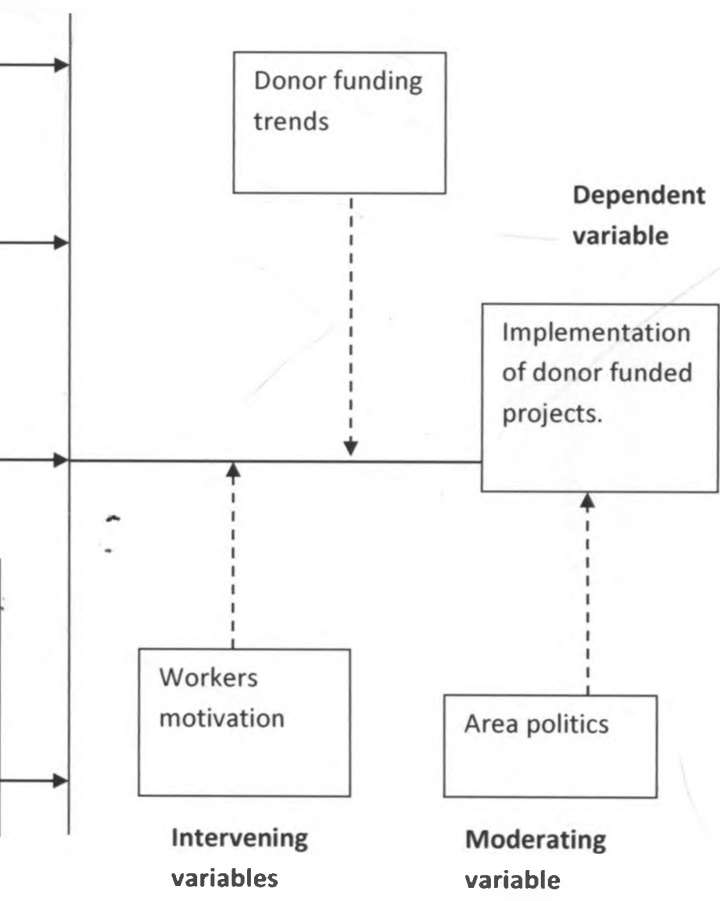 Donor funding
trends
Dependent
variable
Implementation
of donor funded
projects.
Workers
motivation
Area politics
Intervening
variables
Moderating
variable